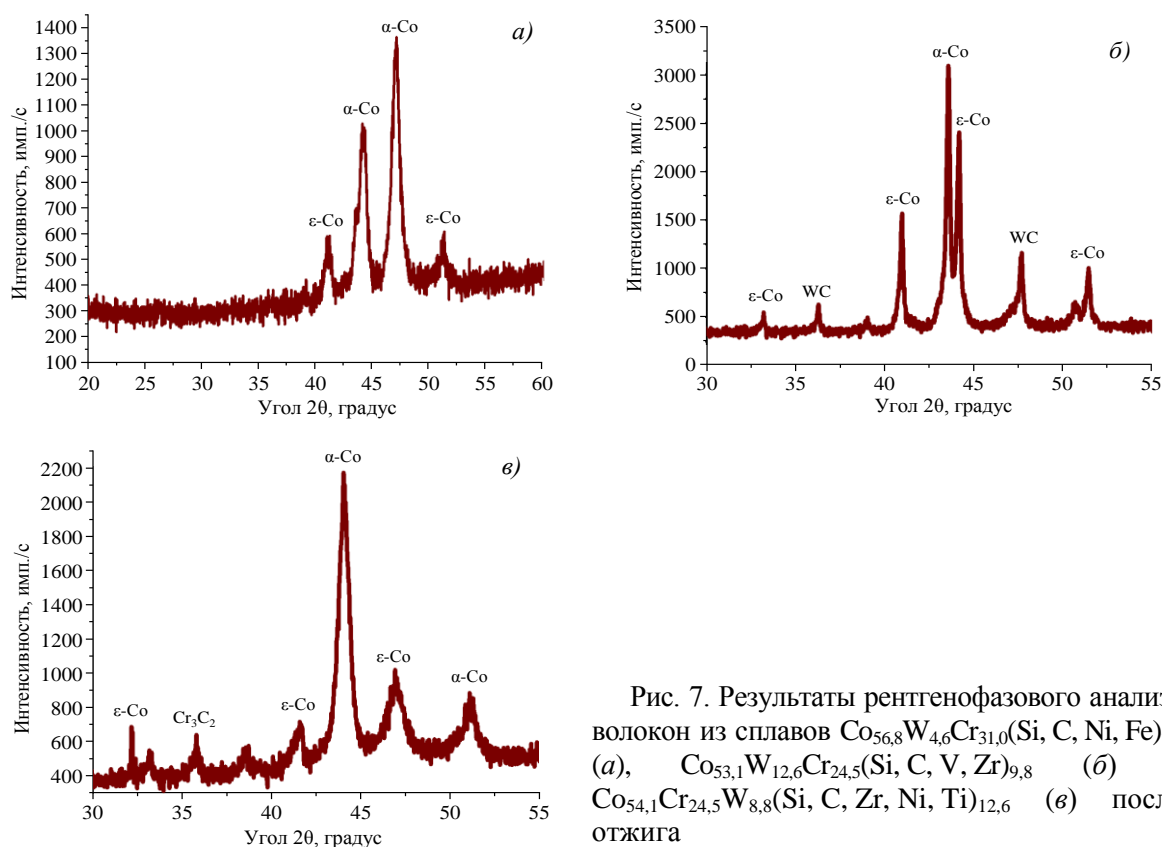 а)
Интенсивность, имп./с
1400
1300
1200
1100
1000
900
800
700
600
500
400
300
200
100
α-Co
α-Co
ε-Co
ε-Co
20 25 30 35 40 45 50 55 60
Угол 2θ, градус
б)
Интенсивность, имп./с
3500
3000
2500
2000
1500
1000
500
0
α-Co
ε-Co
ε-Co
WC
ε-Co
WC
ε-Co
30 35 40 45 50 55
Угол 2θ, градус
в)
Интенсивность, имп./с
2200
2000
1800
1600
1400
1200
1000
800
600
400
α-Co
ε-Co
α-Co
ε-Co
ε-Co
Cr₃C₂
30 35 40 45 50 55
Угол 2θ, градус
Рис. 7. Результаты рентгенофазового анализ
волокон из сплавов Co₅₆,₈W₄,₆Cr₃₁,₀(Si, C, Ni, Fe)
(а), Co₅₃,₁W₁₂,₆Cr₂₄,₅(Si, C, V, Zr)₉,₈ (б)
Co₅₄,₁Cr₂₄,₅W₈,₈(Si, C, Zr, Ni, Ti)₁₂,₆ (в) посл
отжига